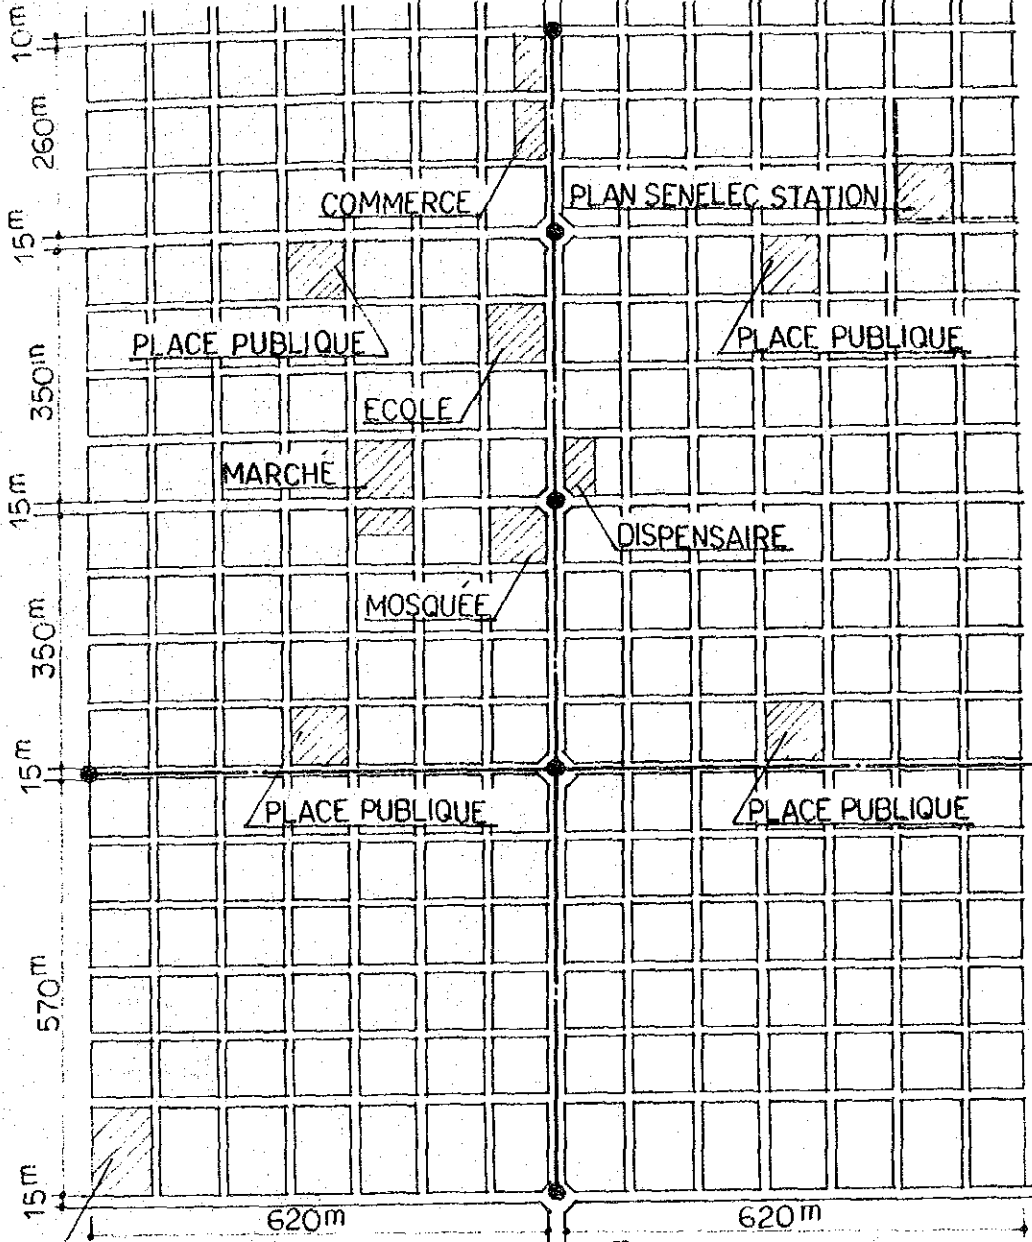 10m
260m
COMMERCE
PLAN SENELEC STATION
15m
PLACE PUBLIQUE
PLACE PUBLIQUE
350m
ECOLE
MARCHÉ
15m
DISPENSAIRE
MOSQUÉE
350m
15m
PLACE PUBLIQUE
PLACE PUBLIQUE
570m
15m
620m
620m